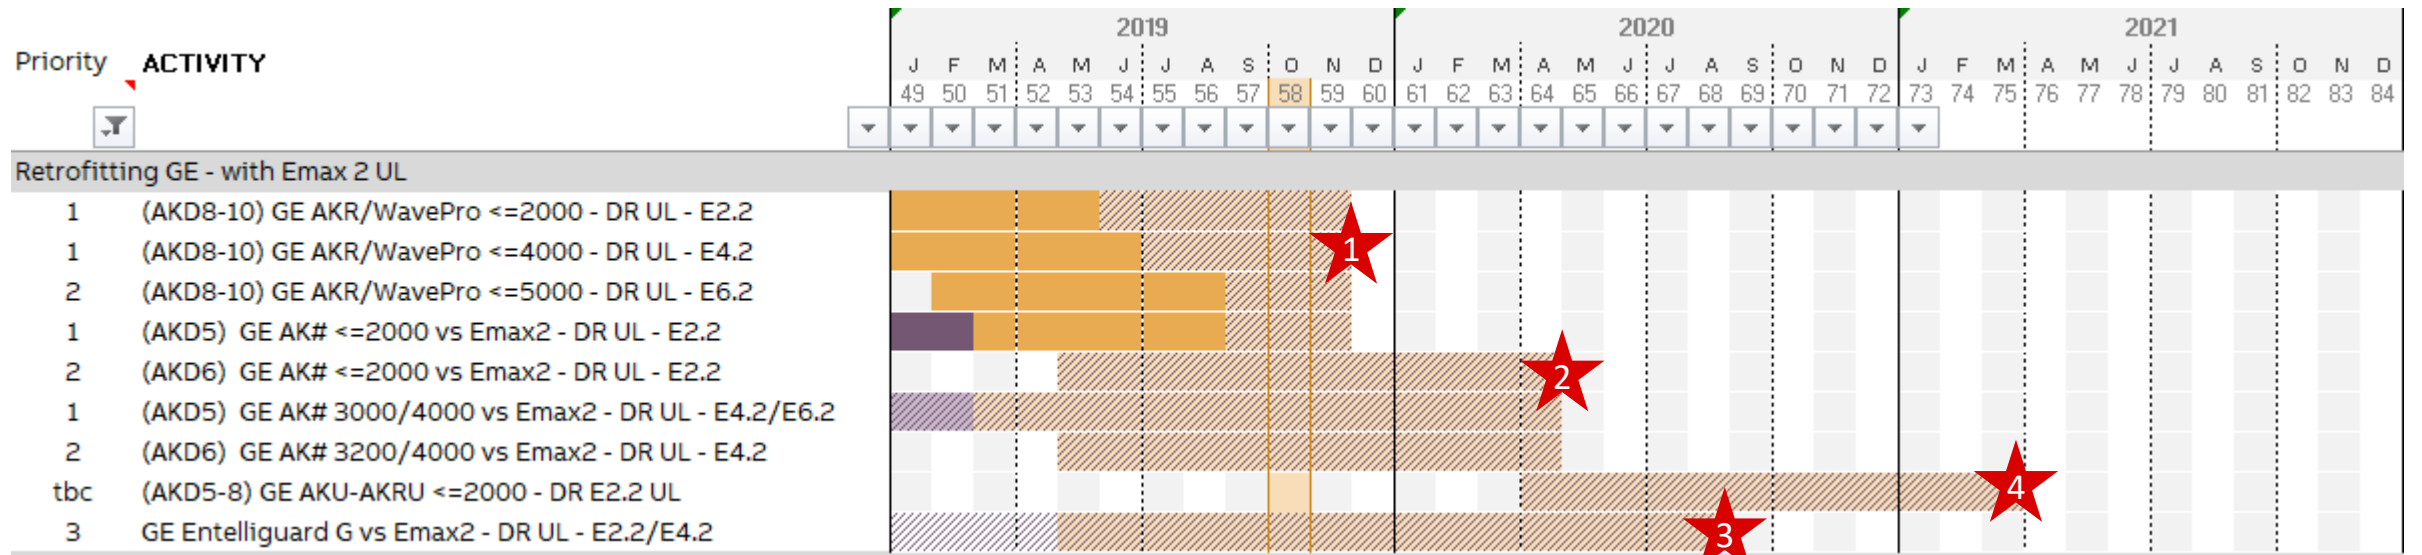 2019 2020 2021
Priority ACTIVITY J F M A M J J A S O N D J F M A M J J A S O N D J F M A M J J A S O N D
49 50 51 52 53 54 55 56 57 58 59 60 61 62 63 64 65 66 67 68 69 70 71 72 73 74 75 76 77 78 79 80 81 82 83 84
Retrofitting GE - with Emax 2 UL
1 (AKD8-10) GE AKR/WavePro <=2000 - DR UL - E2.2
1 (AKD8-10) GE AKR/WavePro <=4000 - DR UL - E4.2 1
2 (AKD8-10) GE AKR/WavePro <=5000 - DR UL - E6.2
1 (AKD5) GE AK# <=2000 vs Emax2 - DR UL - E2.2
2 (AKD6) GE AK# <=2000 vs Emax2 - DR UL - E2.2 2
1 (AKD5) GE AK# 3000/4000 vs Emax2 - DR UL - E4.2/E6.2
2 (AKD6) GE AK# 3200/4000 vs Emax2 - DR UL - E4.2
tbc (AKD5-8) GE AKU-AKRU <=2000 - DR E2.2 UL 4
3 GE Entelliguard G vs Emax2 - DR UL - E2.2/E4.2 3